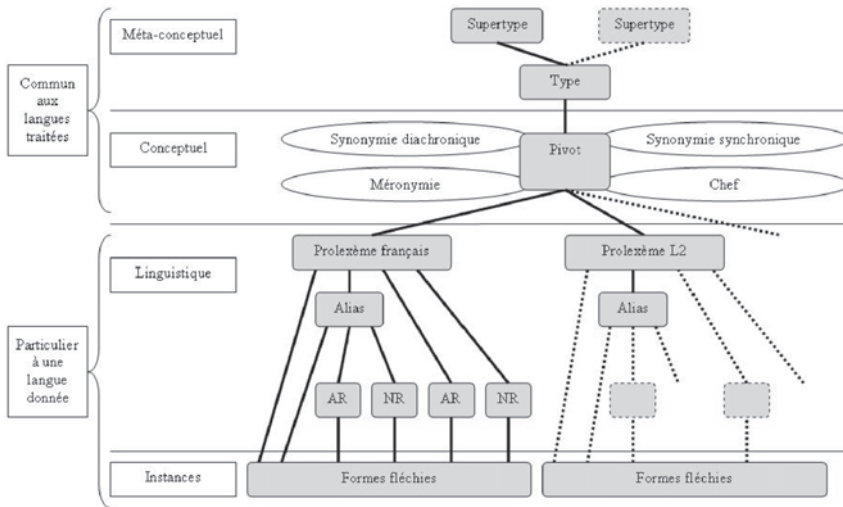 Méta-conceptuel
Supertype
Supertype
Type
Commun
aux
langues
traitées
Conceptuel
Synonymie diachronique
Synonymie synchronique
Pivot
Méronymie
Chef
Prolexème français
Prolexème L2
Linguistique
Alias
Alias
Particulier
à une
langue
donnée
AR
NR
AR
NR
Instances
Formes fléchies
Formes fléchies